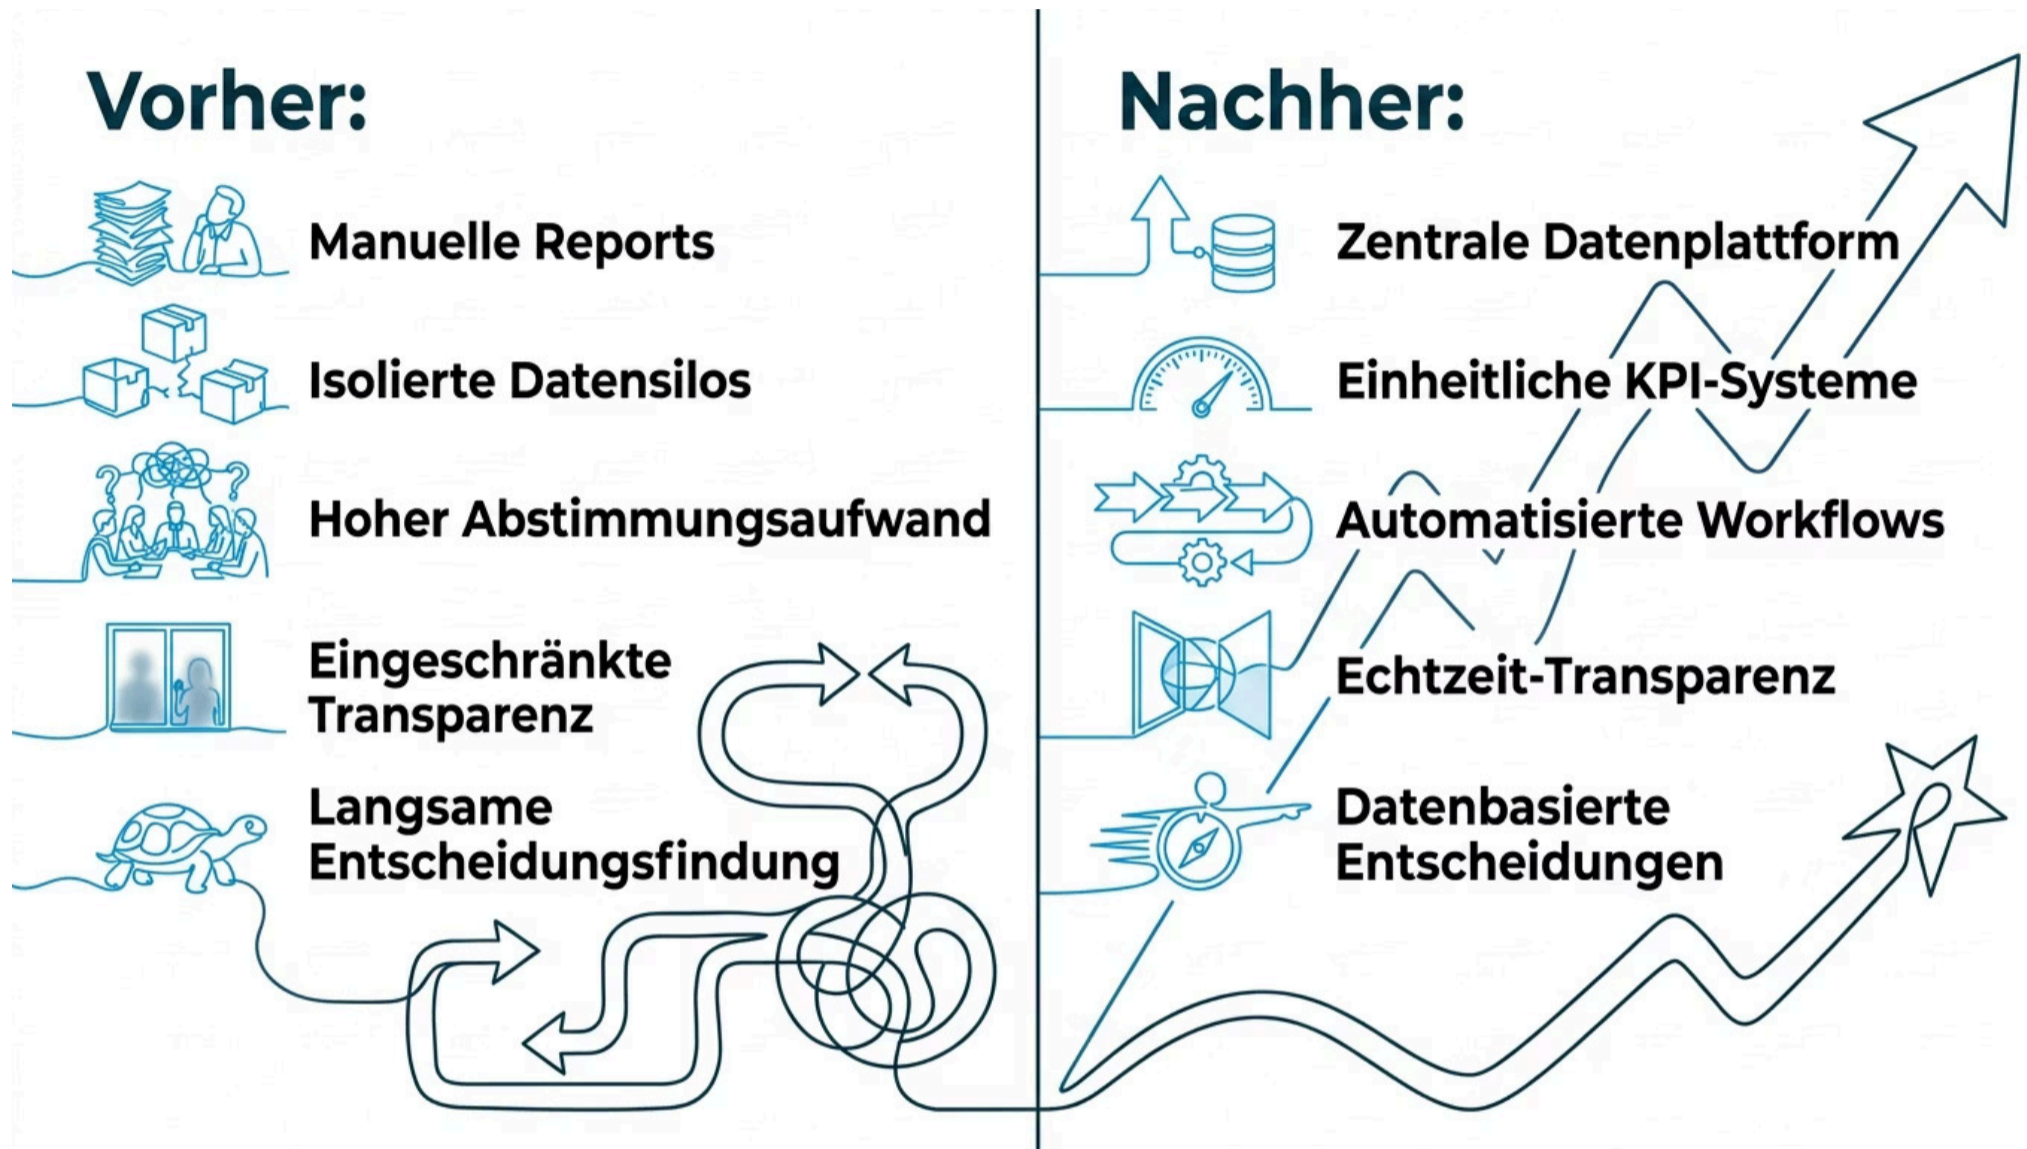 Vorher:
Manuelle Reports
Isolierte Datensilos
? ?
Hoher Abstimmungsaufwand
Eingeschränkte
Transparenz
Langsame
Entscheidungsfindung
Nachher:
Zentrale Datenplattform
Einheitliche KPI-Systeme
Automatisierte Workflows
Echtzeit-Transparenz
Datenbasierte
Entscheidungen